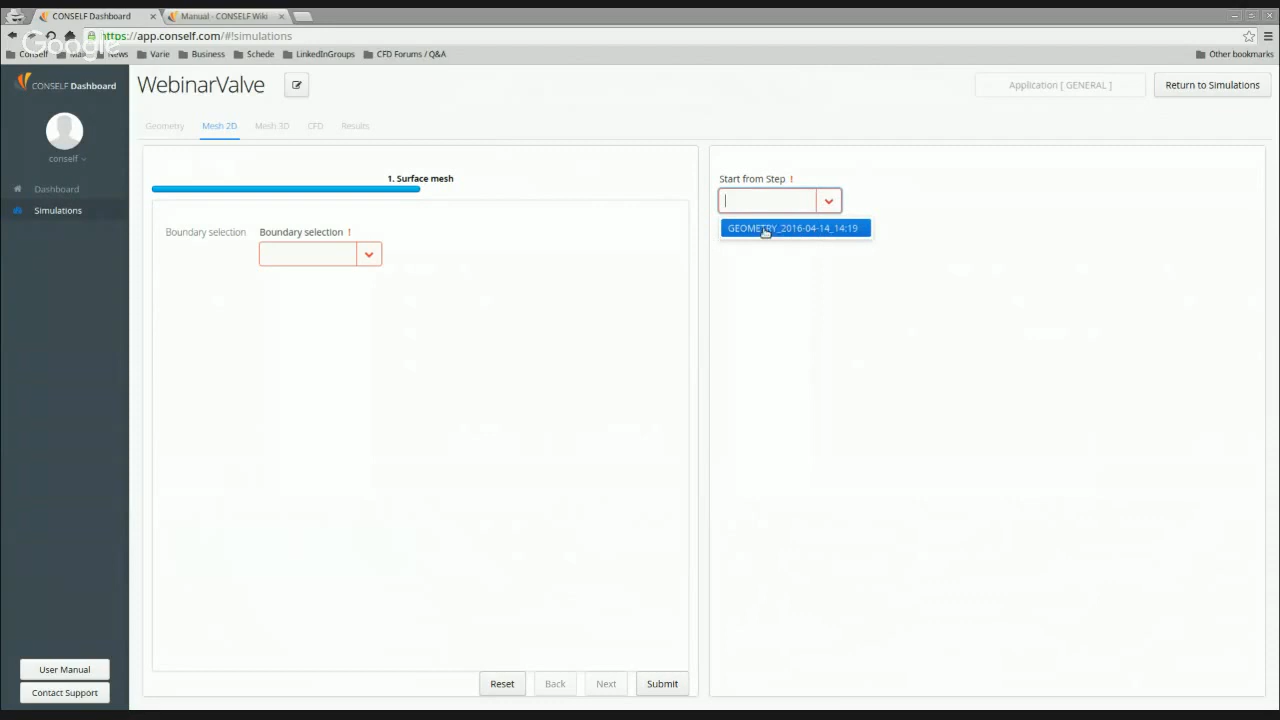 CONSELF Dashboard
Manual - CONSELF Wiki
https://app.conself.com/#!simulations
Google
Conself
News
Varie
Business
Schede
LinkedInGroups
CFD Forums / Q&A
Other bookmarks
CONSELF Dashboard
WebinarValve
Application [ GENERAL ]
Return to Simulations
Geometry
Mesh 2D
Mesh 3D
CFD
Results
conself
Dashboard
Simulations
1. Surface mesh
Boundary selection
Boundary selection !
Start from Step !
GEOMETRY_2016-04-14_14:19
Reset
Back
Next
Submit
User Manual
Contact Support